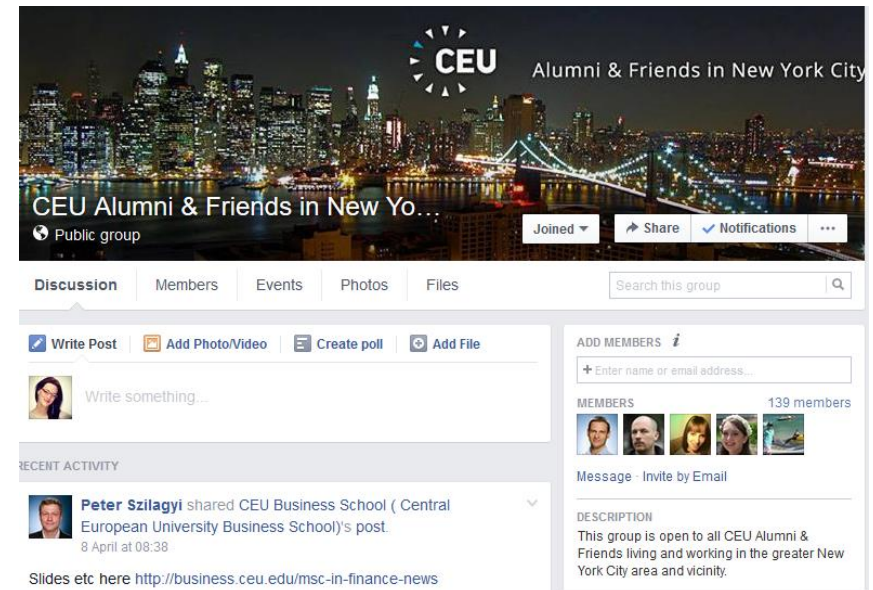 CEU
Alumni & Friends in New York City
CEU Alumni & Friends in New Yo...
Public group
Joined
Share
Notifications
Discussion
Members
Events
Photos
Files
Search this group
Write Post
Add Photo/Video
Create poll
Add File
Write something...
RECENT ACTIVITY
Peter Szilagyi shared CEU Business School ( Central
European University Business School)'s post.
8 April at 08:38
Slides etc here http://business.ceu.edu/msc-in-finance-news
ADD MEMBERS i
+ Enter name or email address...
MEMBERS
139 members
Message · Invite by Email
DESCRIPTION
This group is open to all CEU Alumni &
Friends living and working in the greater New
York City area and vicinity.